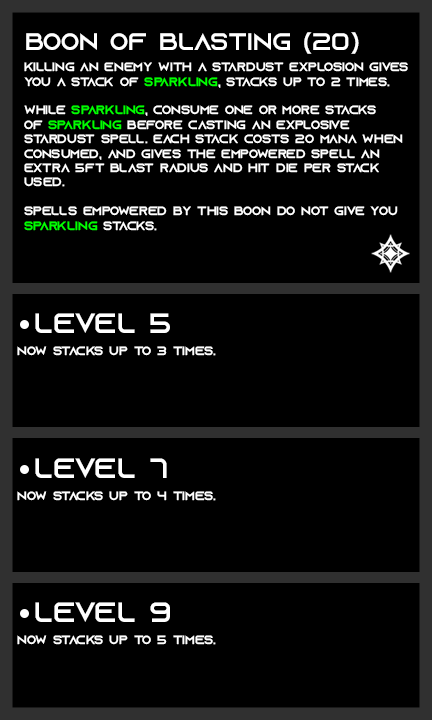 BOON OF BLASTING (20)
KILLING AN ENEMY WITH A STARDUST EXPLOSION GIVES
YOU A STACK OF SPARKLING, STACKS UP TO 2 TIMES.
WHILE SPARKLING, CONSUME ONE OR MORE STACKS
OF SPARKLING BEFORE CASTING AN EXPLOSIVE
STARDUST SPELL. EACH STACK COSTS 20 MANA WHEN
CONSUMED, AND GIVES THE EMPOWERED SPELL AN
EXTRA 5FT BLAST RADIUS AND HIT DIE PER STACK
USED.
SPELLS EMPOWERED BY THIS BOON DO NOT GIVE YOU
SPARKLING STACKS.
•LEVEL 5
NOW STACKS UP TO 3 TIMES.
•LEVEL 7
NOW STACKS UP TO 4 TIMES.
•LEVEL 9
NOW STACKS UP TO 5 TIMES.